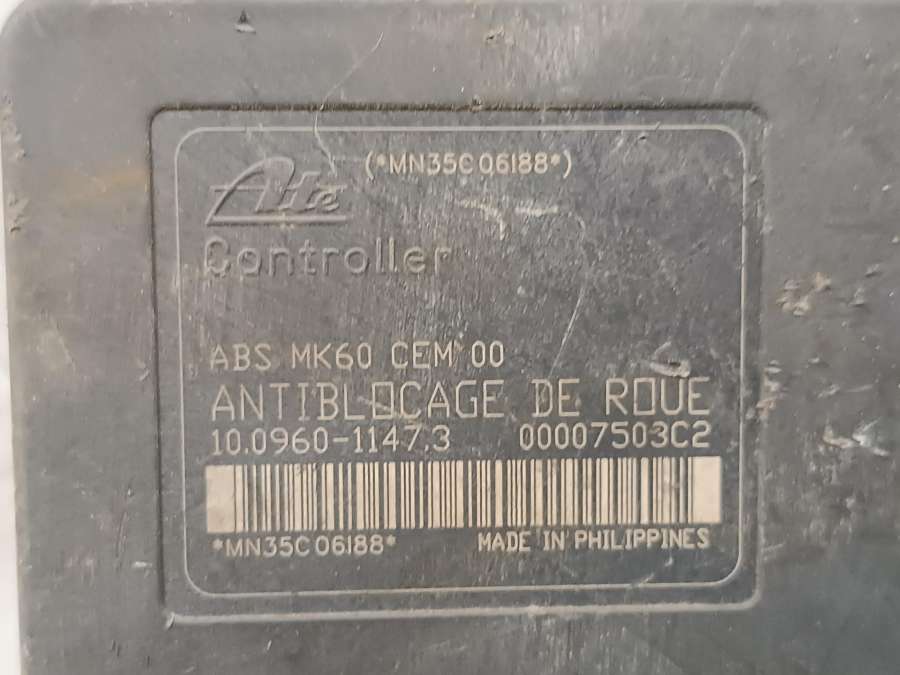 (*MN35C06188*)
Ate
Controller
ABS MK60 CEM 00
ANTIBLOCAGE DE ROUE
10.0960-1147.3 00007503C2
*MN35C06188* MADE IN PHILIPPINES